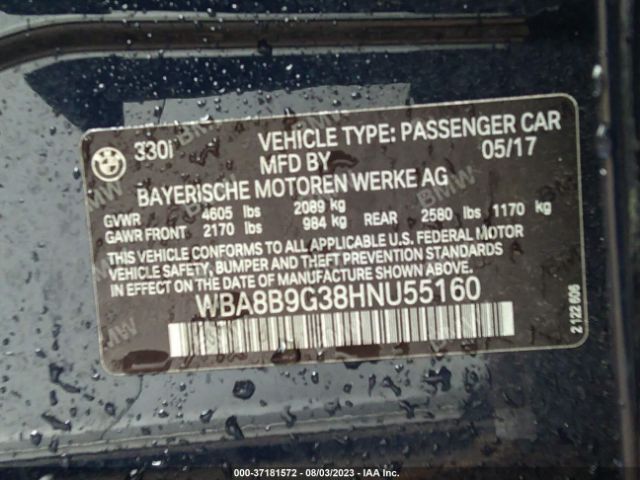 330i VEHICLE TYPE: PASSENGER CAR
MFD BY 05/17
BAYERISCHE MOTOREN WERKE AG
GVWR 4605 lbs 2089 kg
GAWR FRONT 2170 lbs 984 kg REAR 2580 lbs 1170 kg
THIS VEHICLE CONFORMS TO ALL APPLICABLE U.S. FEDERAL MOTOR
VEHICLE SAFETY, BUMPER AND THEFT PREVENTION STANDARDS
IN EFFECT ON THE DATE OF MANUFACTURE SHOWN ABOVE.
WBA8B9G38HNU55160
2 122 606
000-37181572 - 08/03/2023 - IAA Inc.